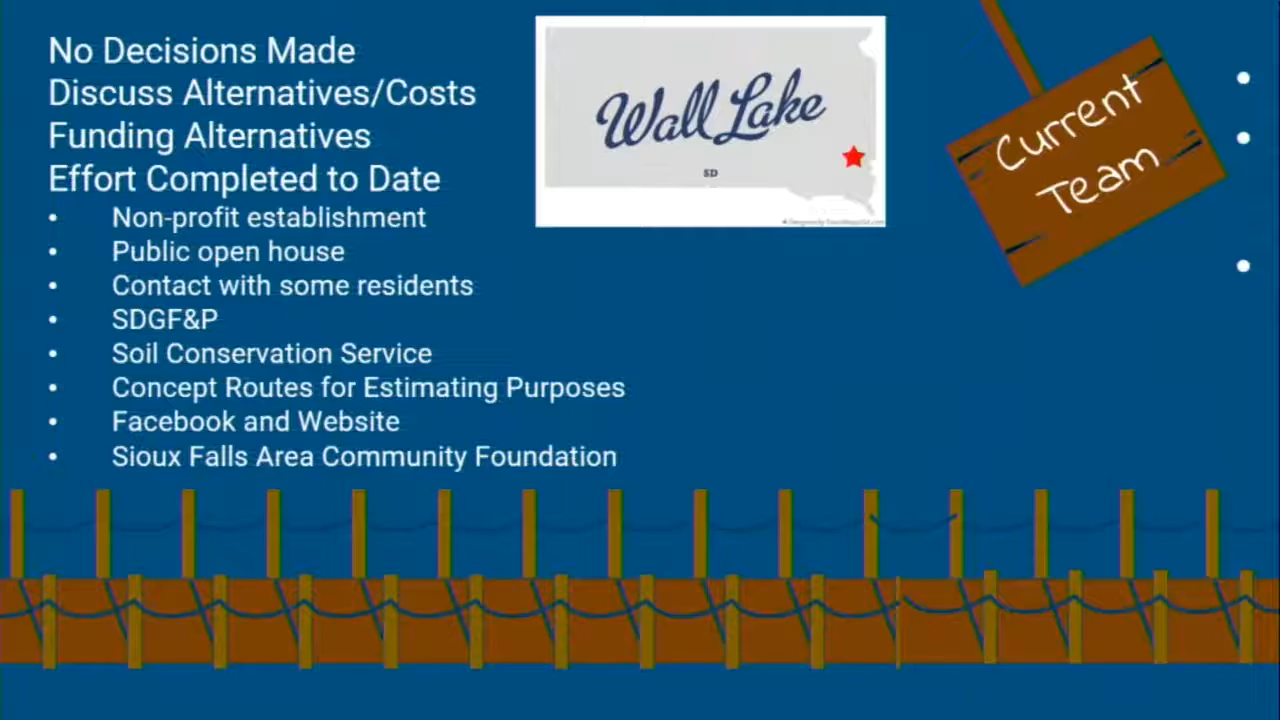 No Decisions Made
Discuss Alternatives/Costs
Funding Alternatives
Effort Completed to Date
• Non-profit establishment
• Public open house
• Contact with some residents
• SDGF&P
• Soil Conservation Service
• Concept Routes for Estimating Purposes
• Facebook and Website
• Sioux Falls Area Community Foundation
Wall Lake
SD
Current
Team